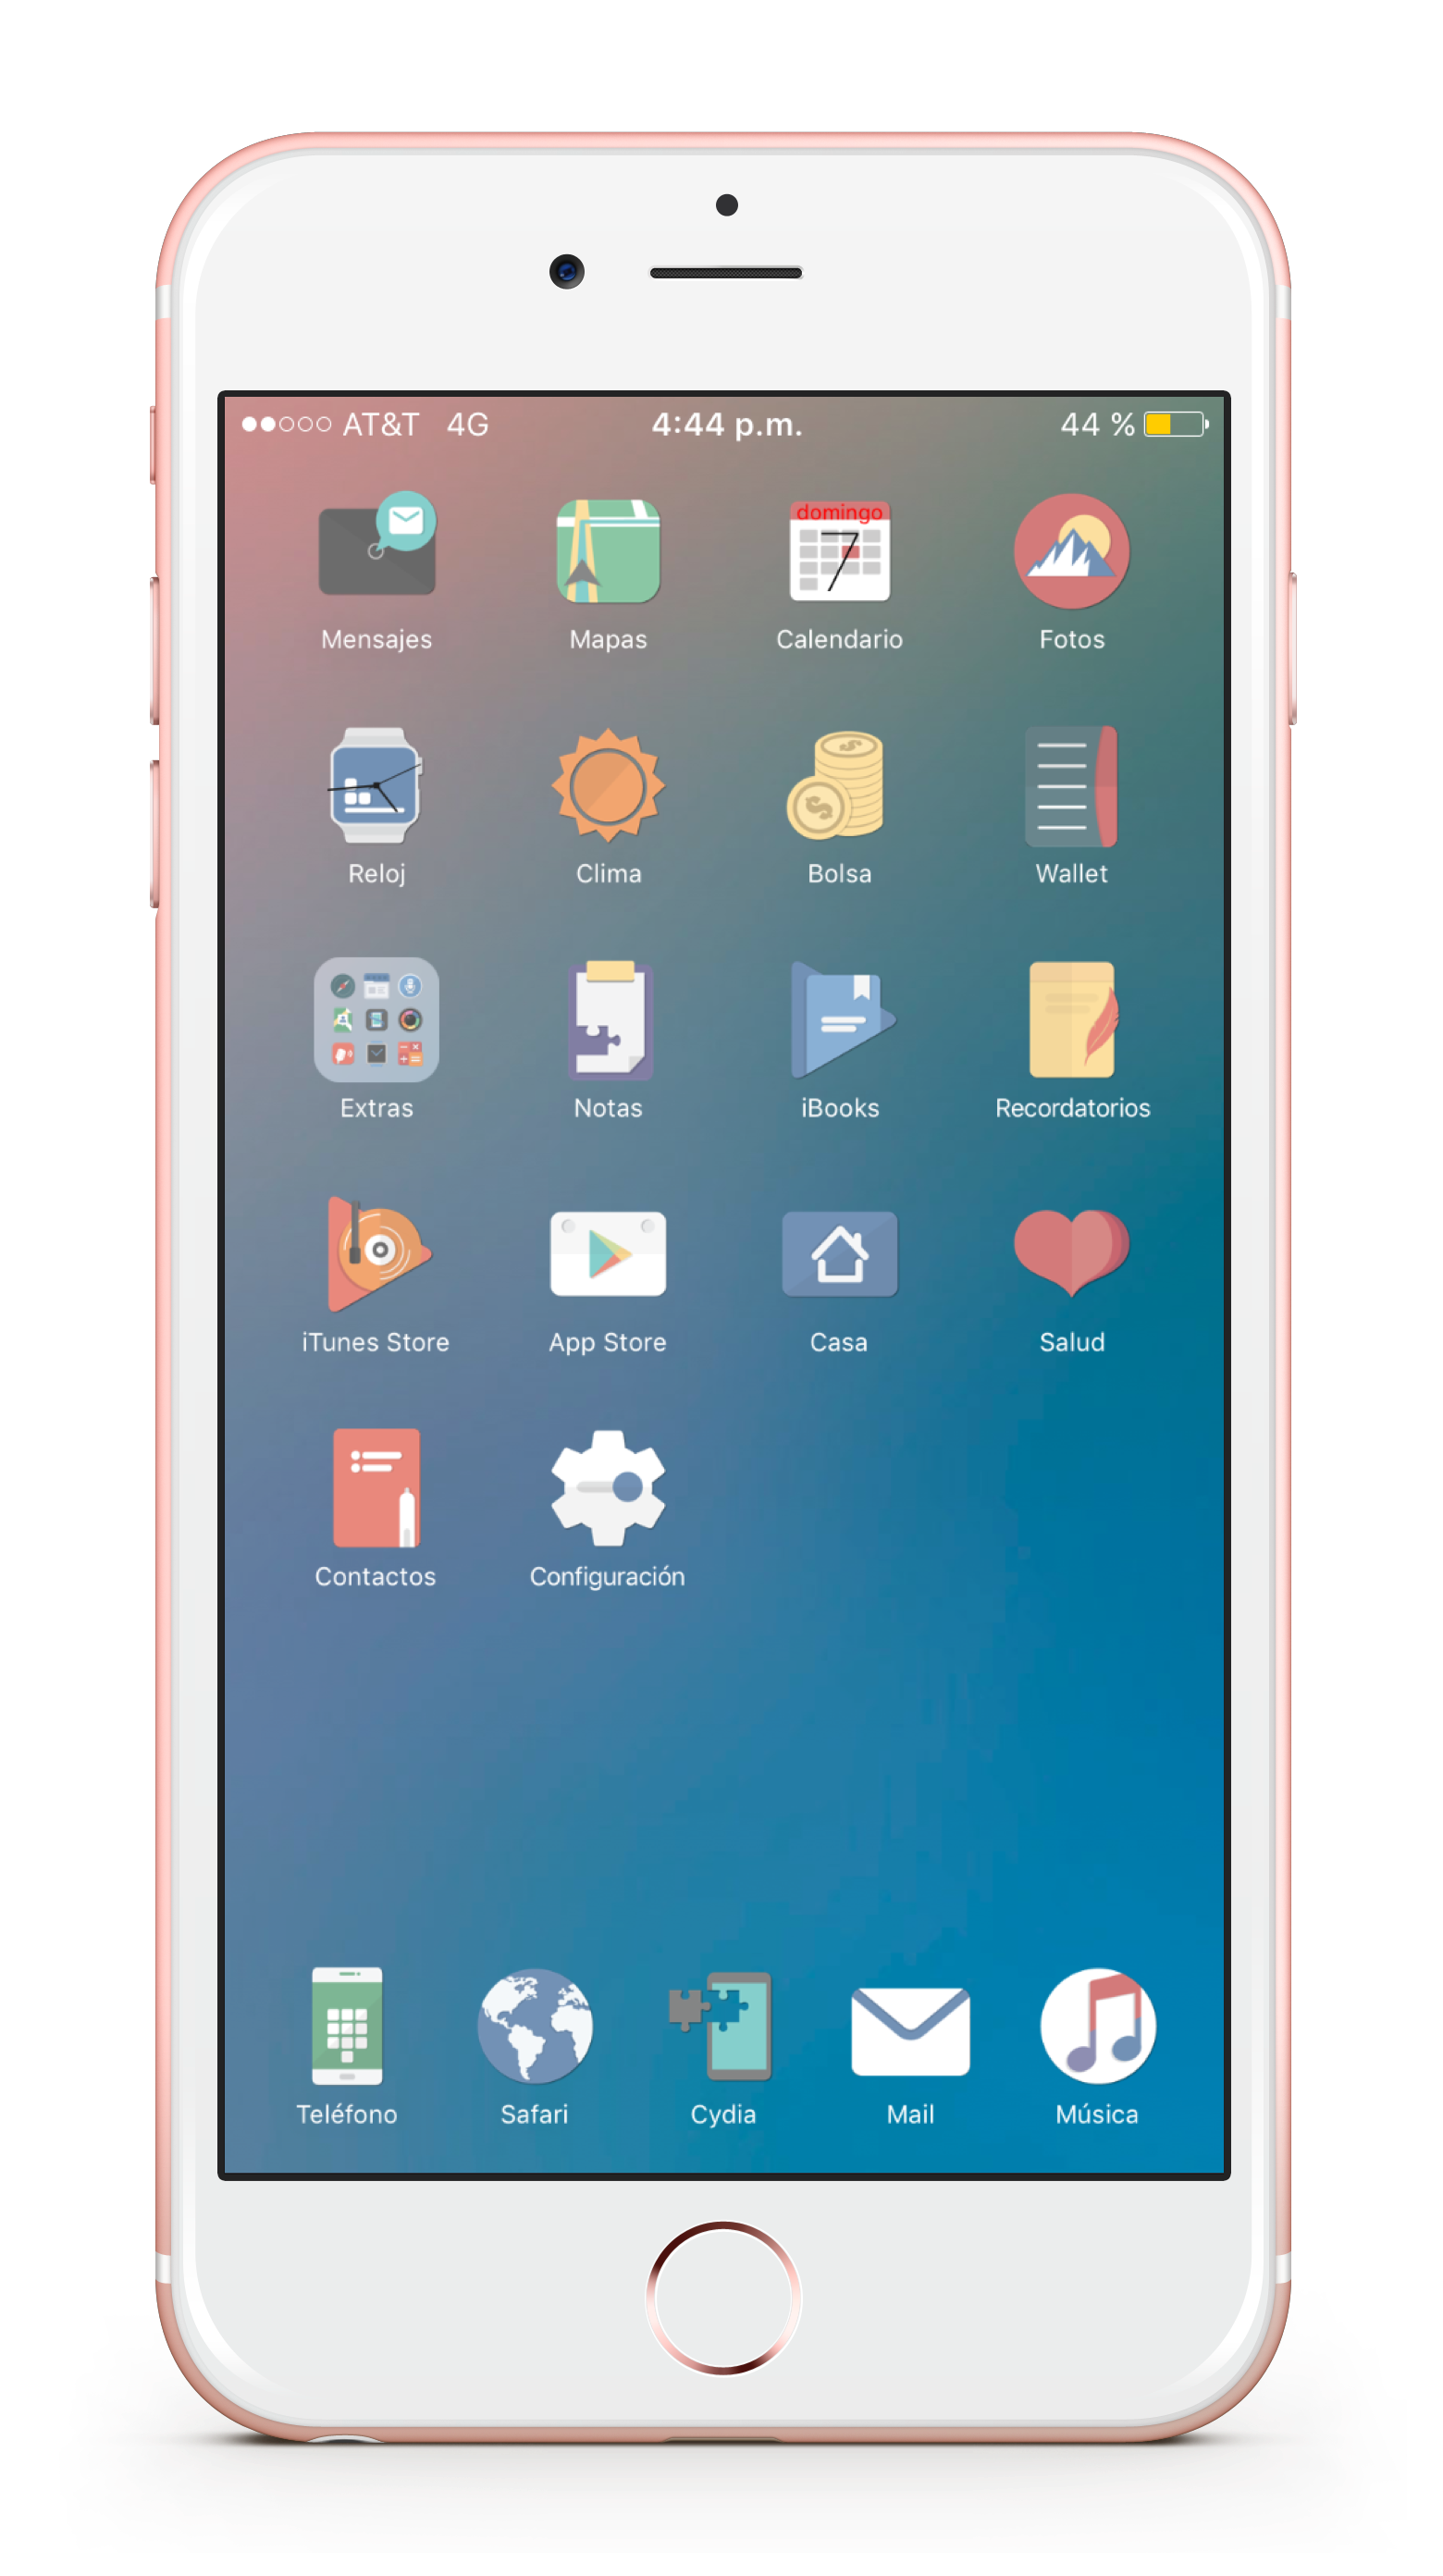 AT&T 4G 4:44 p.m. 44 %
domingo
7
Mensajes Mapas Calendario Fotos
Reloj Clima Bolsa Wallet
Extras Notas iBooks Recordatorios
iTunes Store App Store Casa Salud
Contactos Configuración
Teléfono Safari Cydia Mail Música